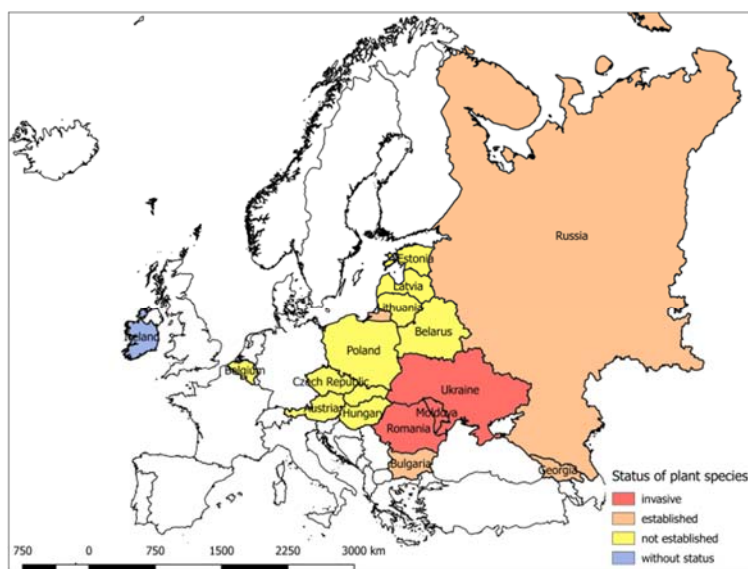 Russia
Estonia
Latvia
Lithuania
Belarus
Ireland
Poland
Belgium
Czech Republic
Ukraine
Austria
Hungary
Moldova
Romania
Bulgaria
Georgia
Status of plant species
invasive
established
not established
without status
750 0 750 1500 2250 3000 km